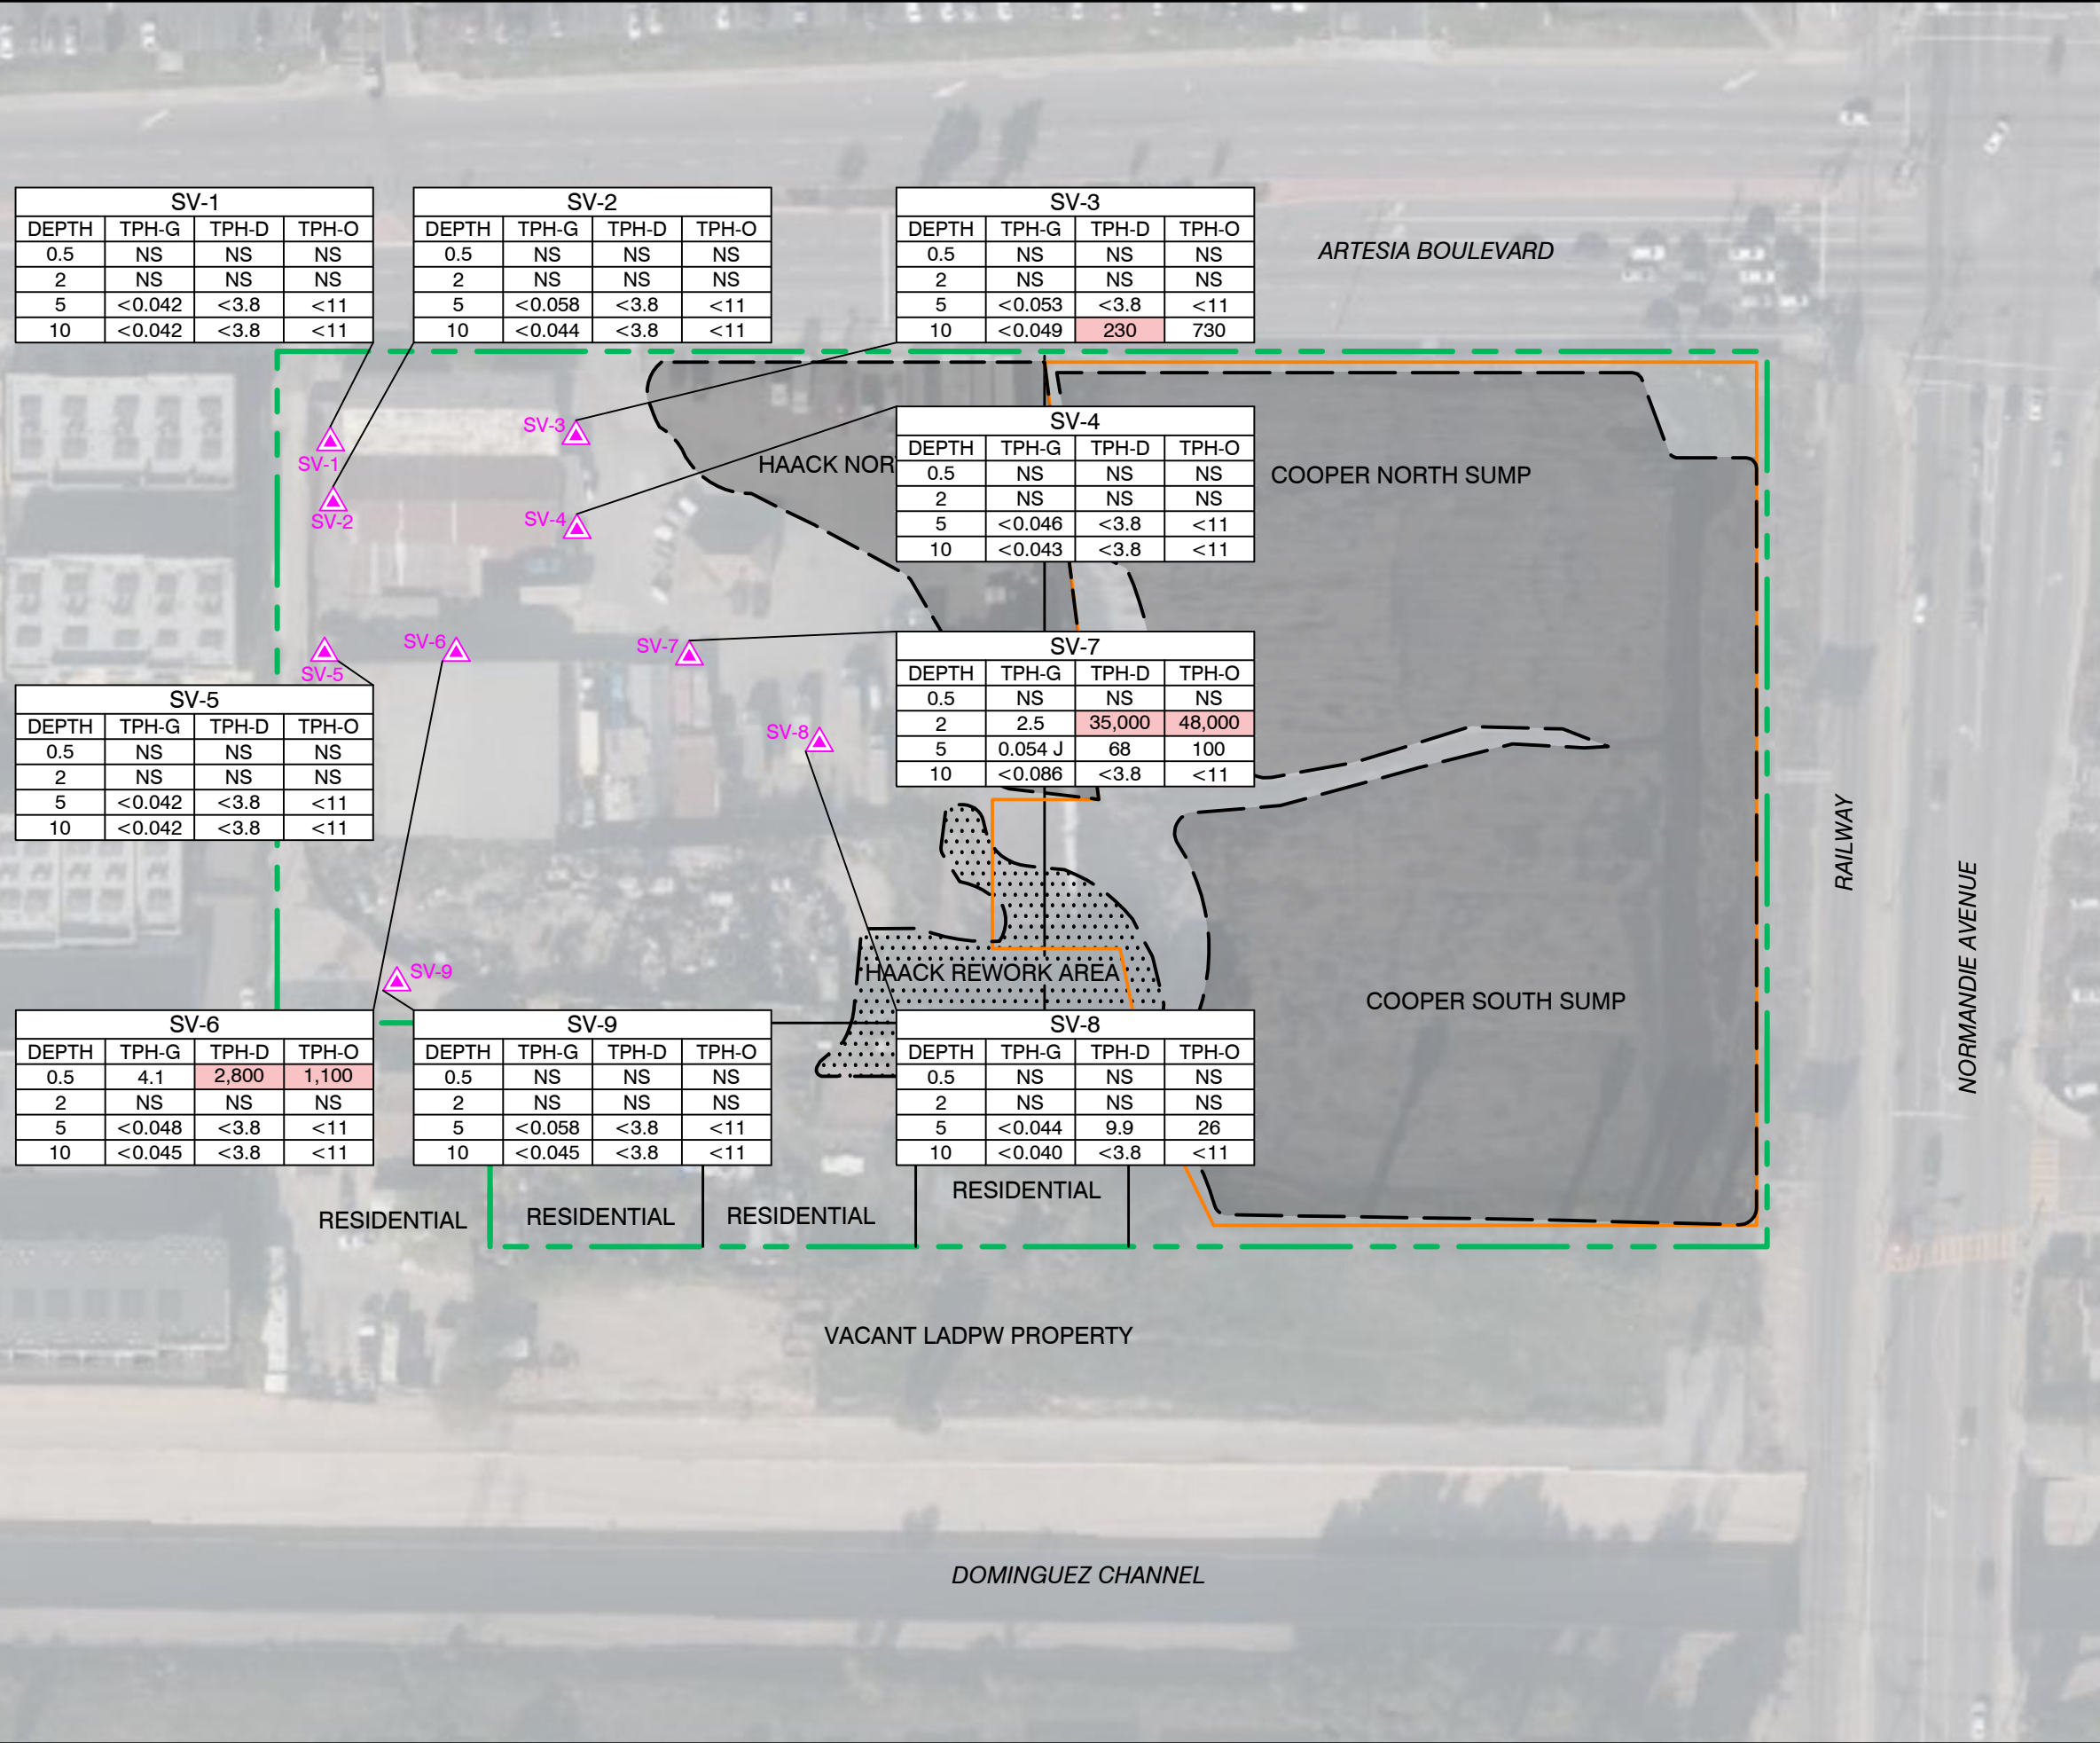 SV-1
DEPTH TPH-G TPH-D TPH-O
0.5 NS NS NS
2 NS NS NS
5 <0.042 <3.8 <11
10 <0.042 <3.8 <11
SV-2
DEPTH TPH-G TPH-D TPH-O
0.5 NS NS NS
2 NS NS NS
5 <0.058 <3.8 <11
10 <0.044 <3.8 <11
SV-3
DEPTH TPH-G TPH-D TPH-O
0.5 NS NS NS
2 NS NS NS
5 <0.053 <3.8 <11
10 <0.049 230 730
ARTESIA BOULEVARD
SV-1
SV-2
SV-3
SV-4
HAACK NOR
SV-4
DEPTH TPH-G TPH-D TPH-O
0.5 NS NS NS
2 NS NS NS
5 <0.046 <3.8 <11
10 <0.043 <3.8 <11
COOPER NORTH SUMP
SV-5
SV-6
SV-7
SV-8
SV-7
DEPTH TPH-G TPH-D TPH-O
0.5 NS NS NS
2 2.5 35,000 48,000
5 0.054 J 68 100
10 <0.086 <3.8 <11
SV-5
DEPTH TPH-G TPH-D TPH-O
0.5 NS NS NS
2 NS NS NS
5 <0.042 <3.8 <11
10 <0.042 <3.8 <11
RAILWAY
NORMANDIE AVENUE
SV-9
HAACK REWORK AREA
COOPER SOUTH SUMP
SV-6
DEPTH TPH-G TPH-D TPH-O
0.5 4.1 2,800 1,100
2 NS NS NS
5 <0.048 <3.8 <11
10 <0.045 <3.8 <11
SV-9
DEPTH TPH-G TPH-D TPH-O
0.5 NS NS NS
2 NS NS NS
5 <0.058 <3.8 <11
10 <0.045 <3.8 <11
SV-8
DEPTH TPH-G TPH-D TPH-O
0.5 NS NS NS
2 NS NS NS
5 <0.044 9.9 26
10 <0.040 <3.8 <11
RESIDENTIAL
RESIDENTIAL
RESIDENTIAL
RESIDENTIAL
VACANT LADPW PROPERTY
DOMINGUEZ CHANNEL